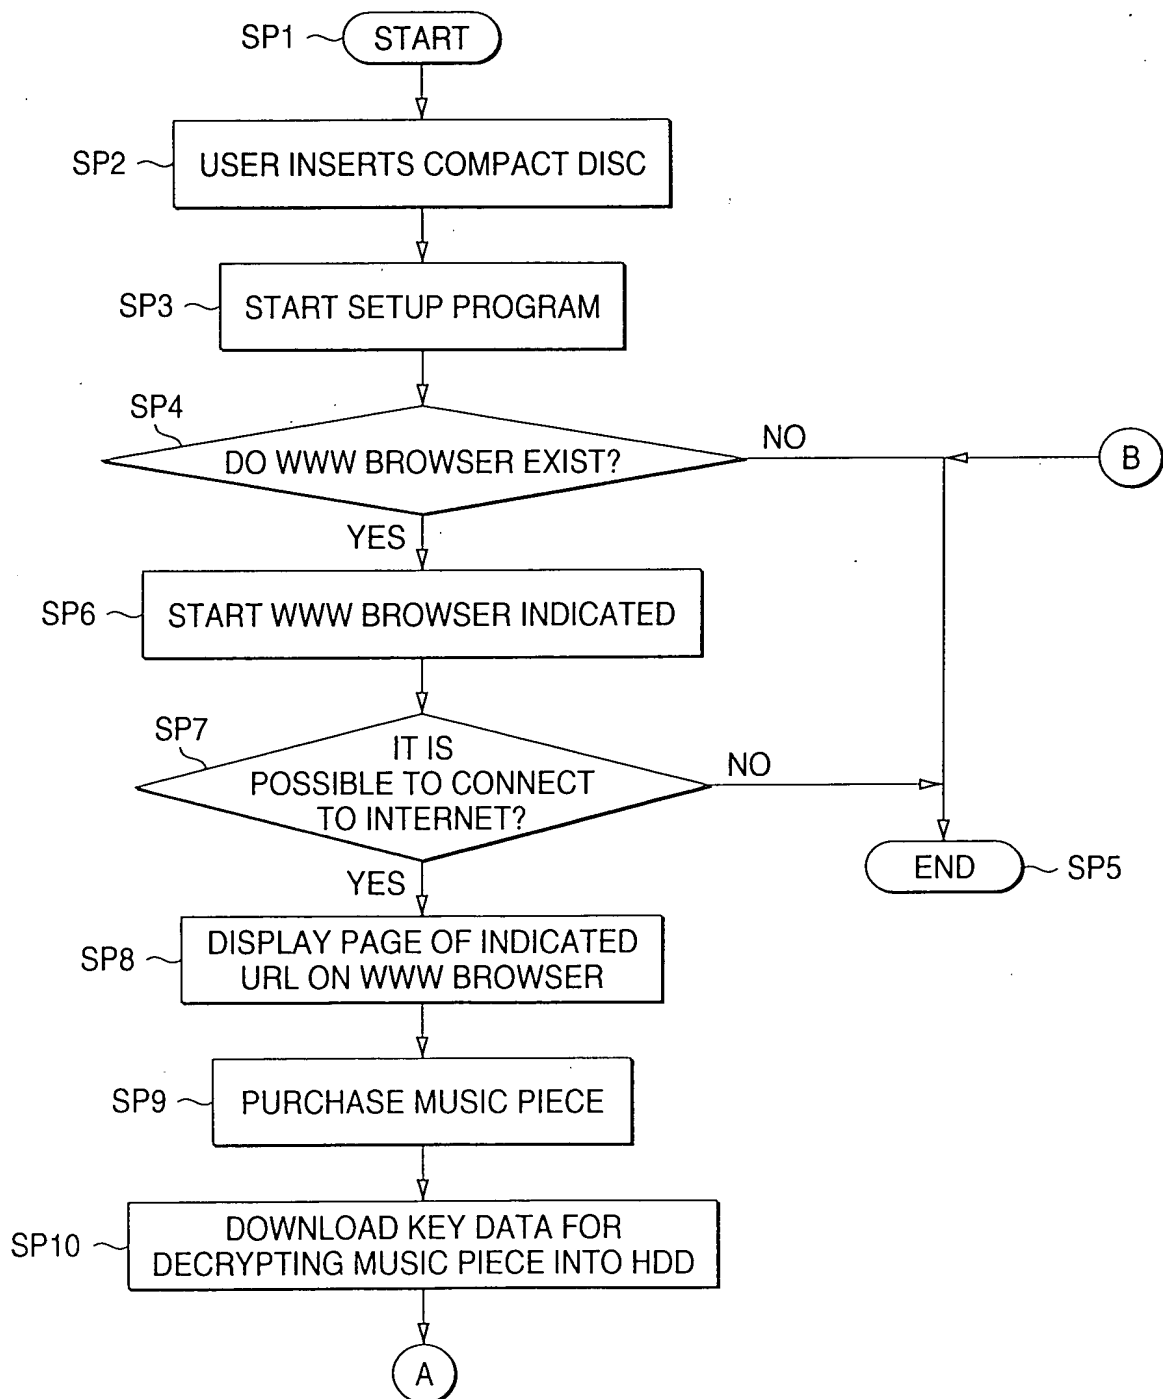 SP1
START
SP2
USER INSERTS COMPACT DISC
SP3
START SETUP PROGRAM
SP4
DO WWW BROWSER EXIST?
NO
B
YES
SP6
START WWW BROWSER INDICATED
SP7
IT IS
POSSIBLE TO CONNECT
TO INTERNET?
NO
YES
END
SP5
SP8
DISPLAY PAGE OF INDICATED
URL ON WWW BROWSER
SP9
PURCHASE MUSIC PIECE
SP10
DOWNLOAD KEY DATA FOR
DECRYPTING MUSIC PIECE INTO HDD
A